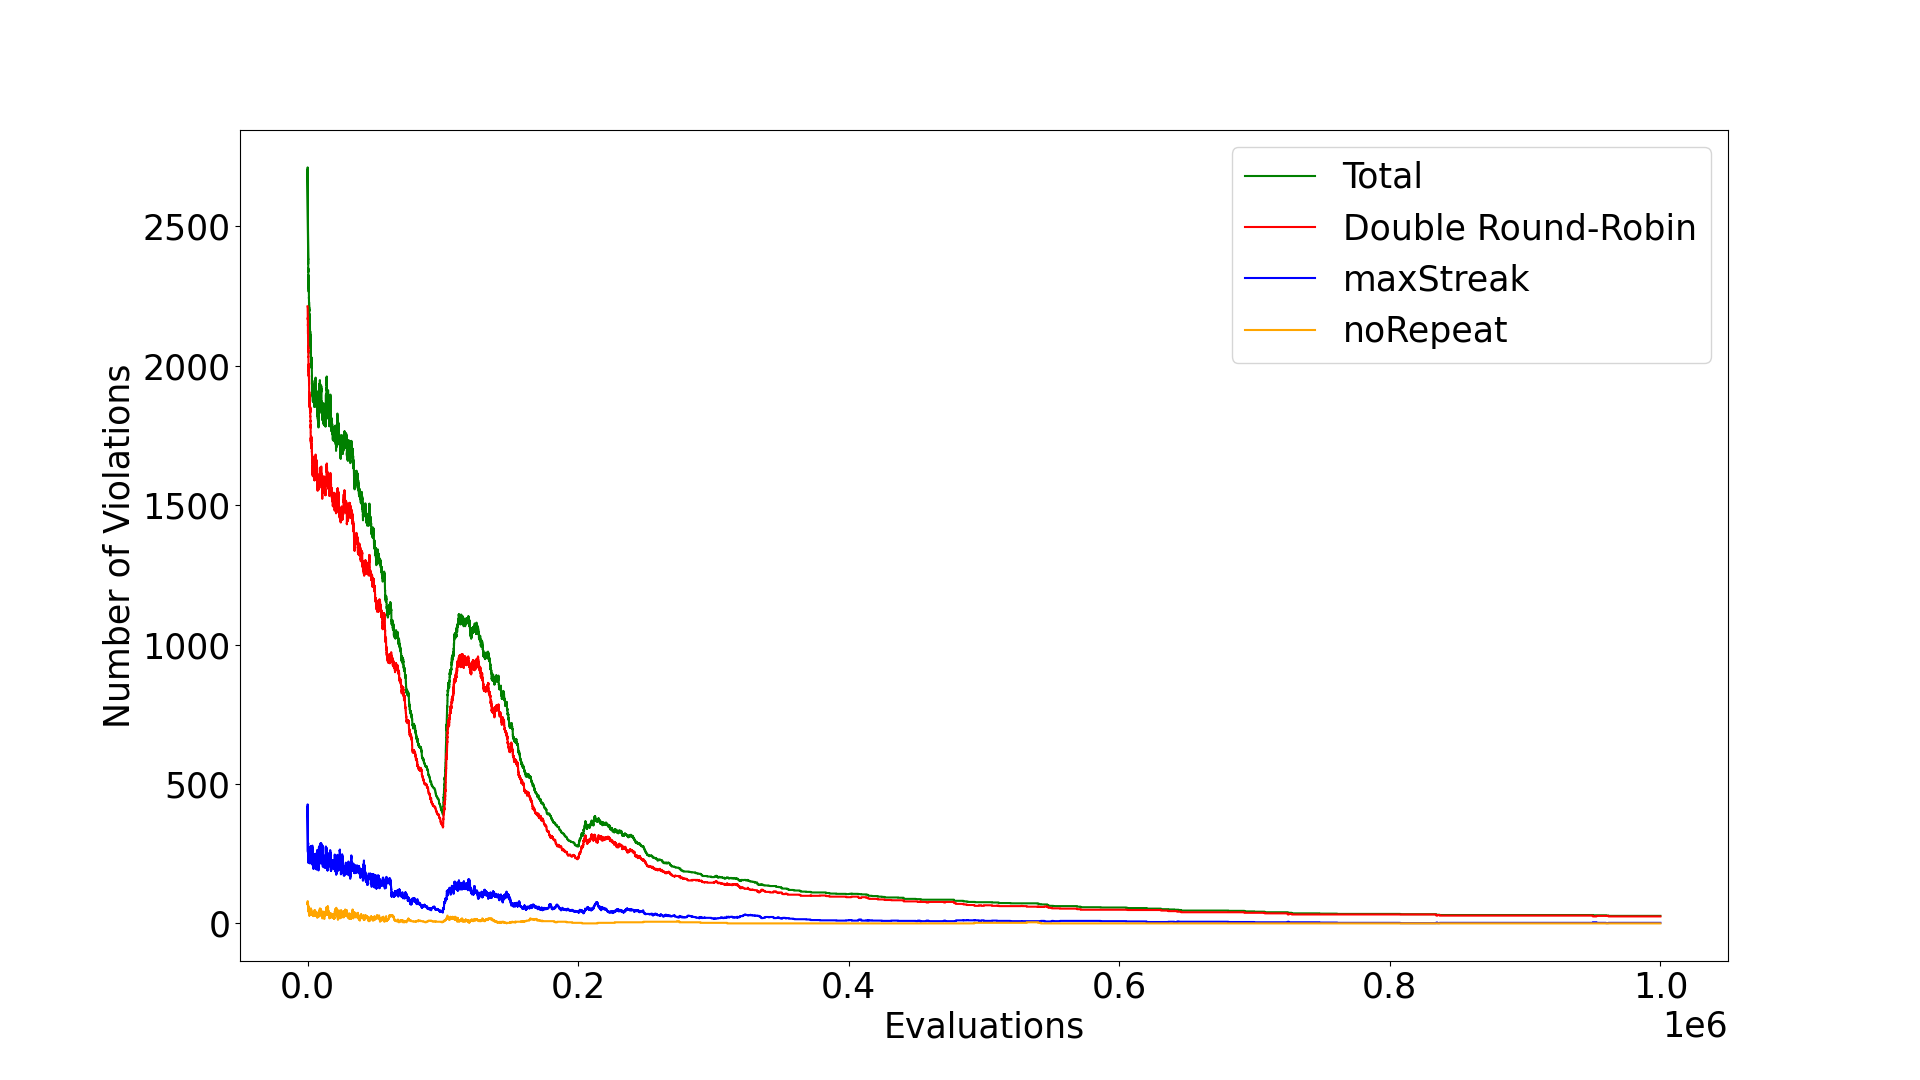 Total
Double Round-Robin
maxStreak
noRepeat
Number of Violations
2500
2000
1500
1000
500
0
0.0 0.2 0.4 0.6 0.8 1.0
Evaluations
1e6